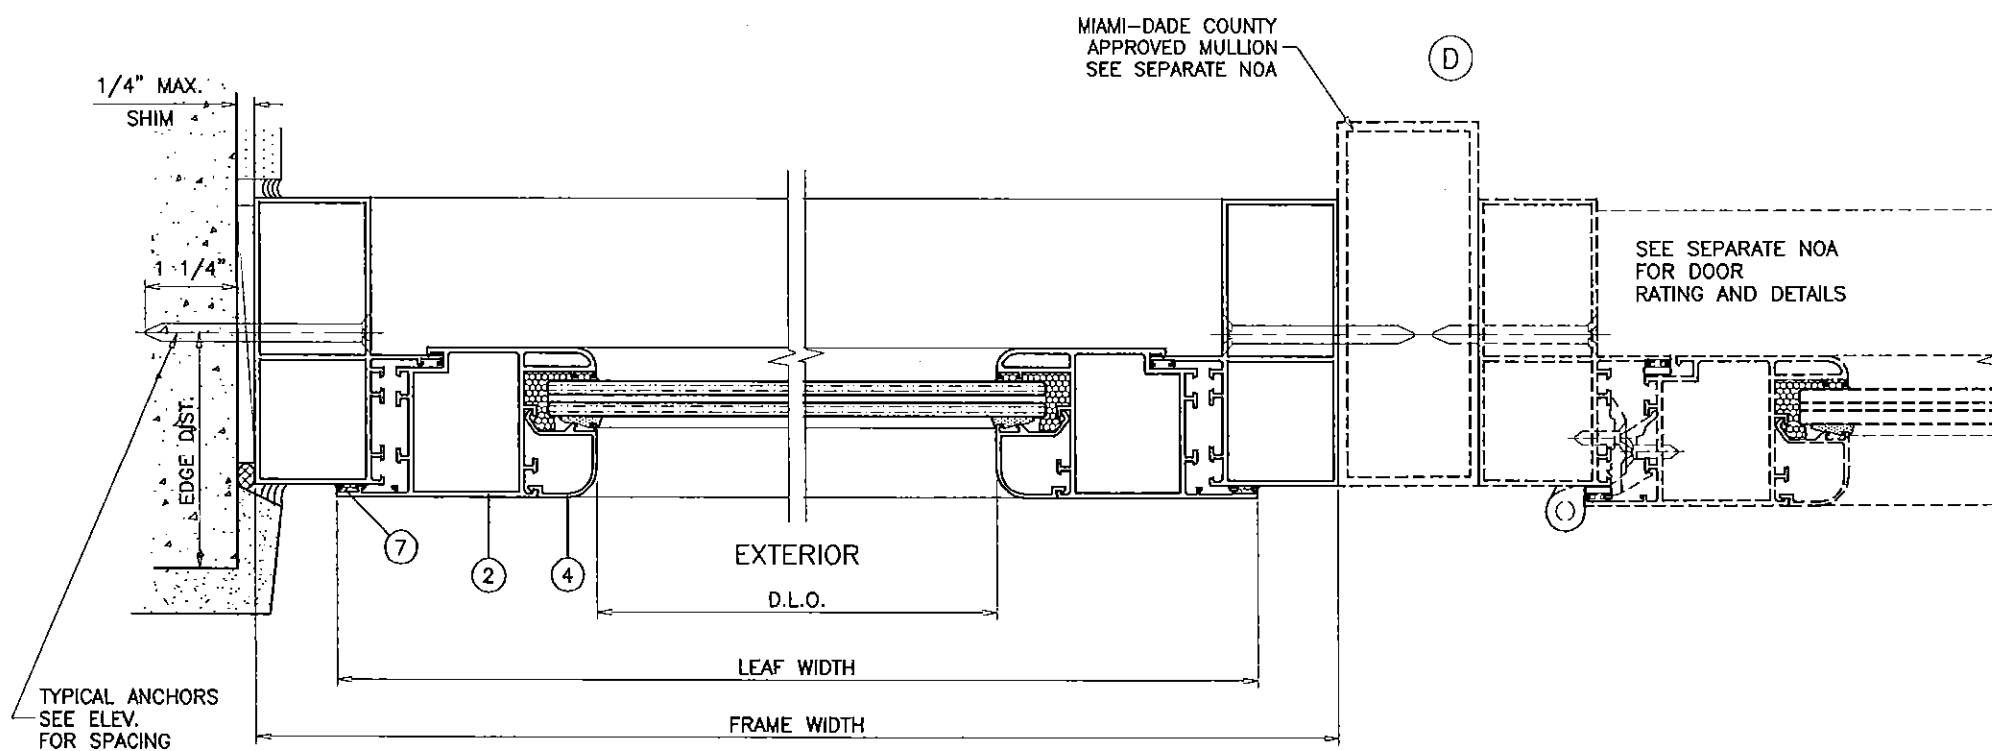 MIAMI-DADE COUNTY
APPROVED MULLION
SEE SEPARATE NOA
D
1/4" MAX.
SHIM
1 1/4"
SEE SEPARATE NOA
FOR DOOR
RATING AND DETAILS
EDGE DIST.
7
2
4
EXTERIOR
D.L.O.
LEAF WIDTH
FRAME WIDTH
TYPICAL ANCHORS
SEE ELEV.
FOR SPACING